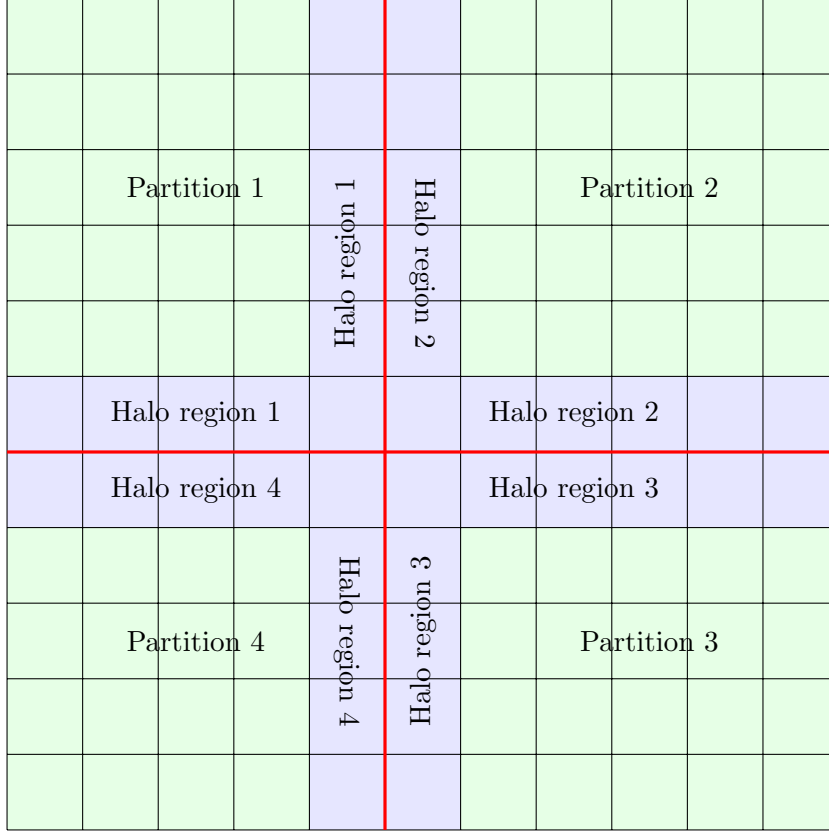 Partition 1
Halo region 1
Halo region 2
Partition 2
Halo region 1
Halo region 2
Halo region 4
Halo region 3
Partition 4
Halo region 4
Halo region 3
Partition 3